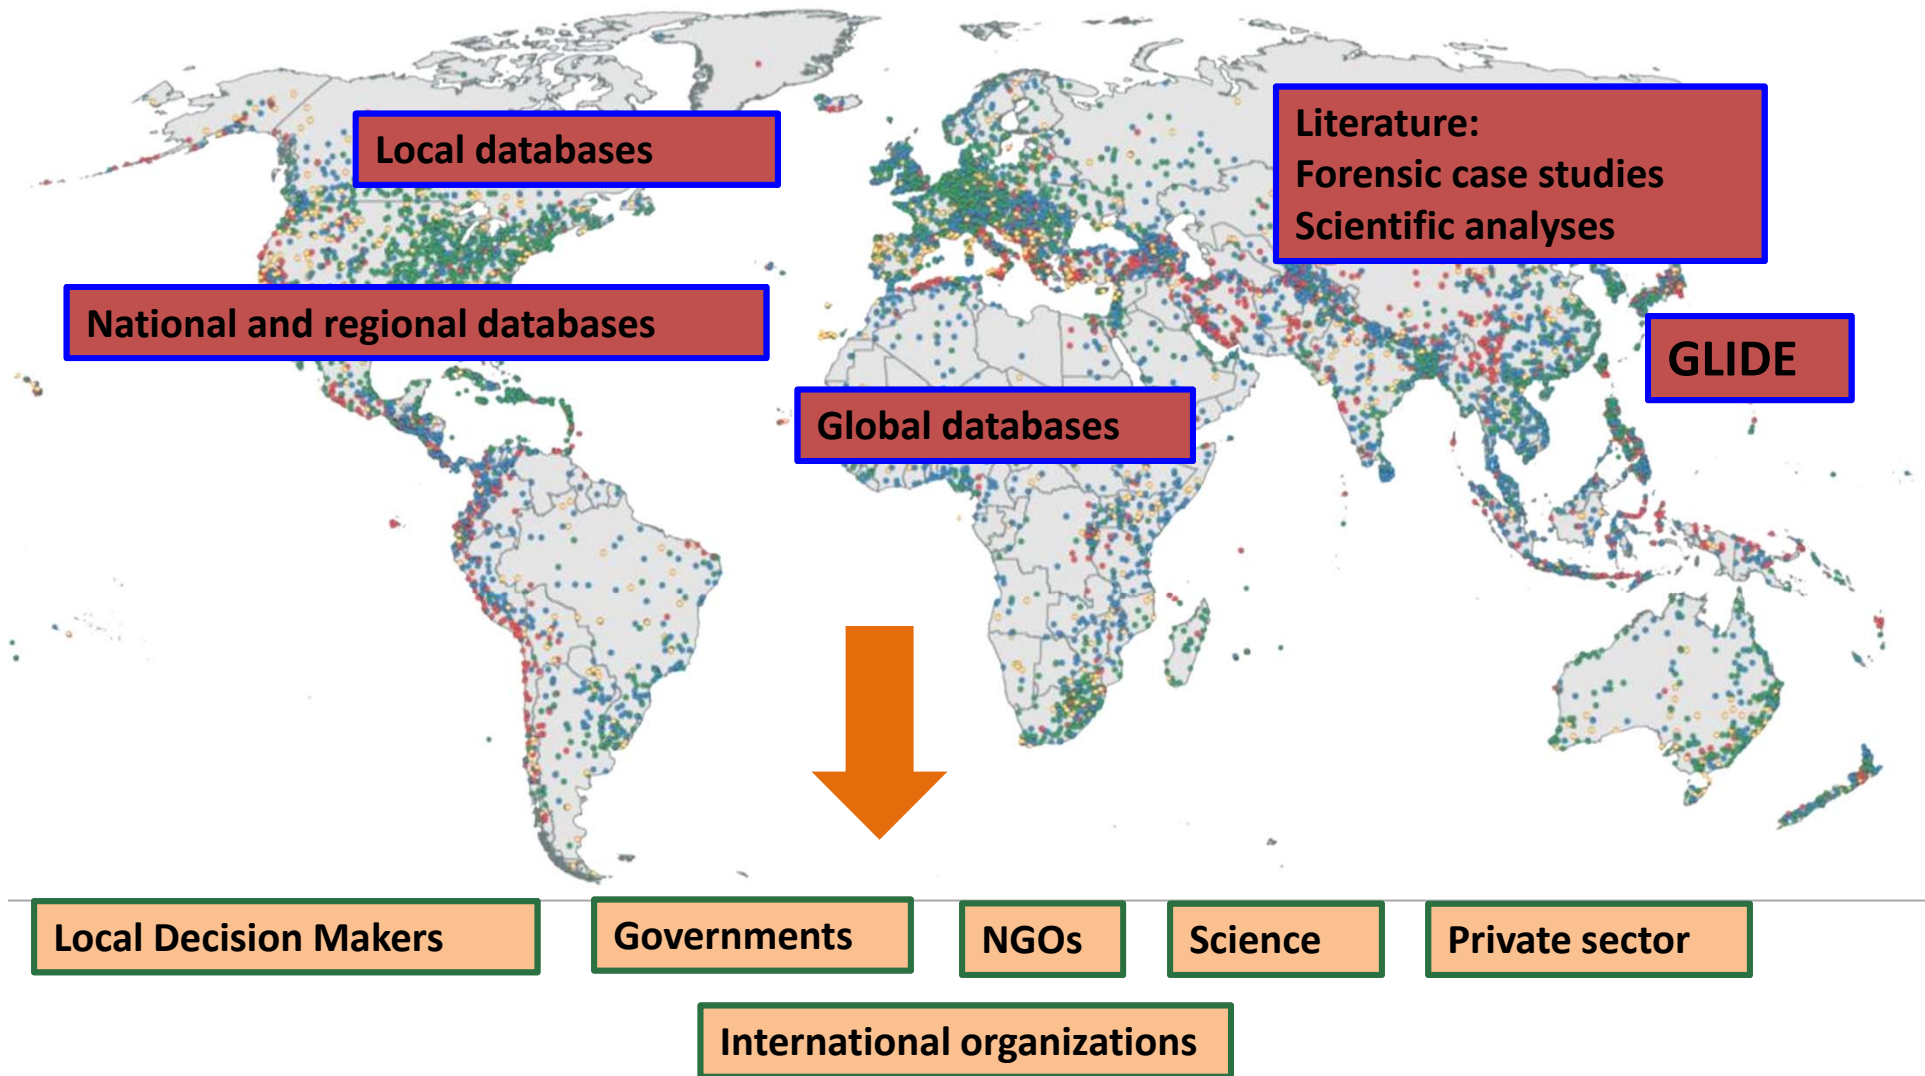 Local databases
Literature:
Forensic case studies
Scientific analyses
National and regional databases
GLIDE
Global databases
Local Decision Makers
Governments
NGOs
Science
Private sector
International organizations